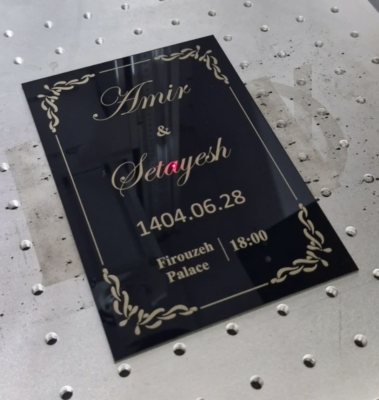 Amir
&
Setayesh
1404.06.28
Firouzeh
Palace
18:00